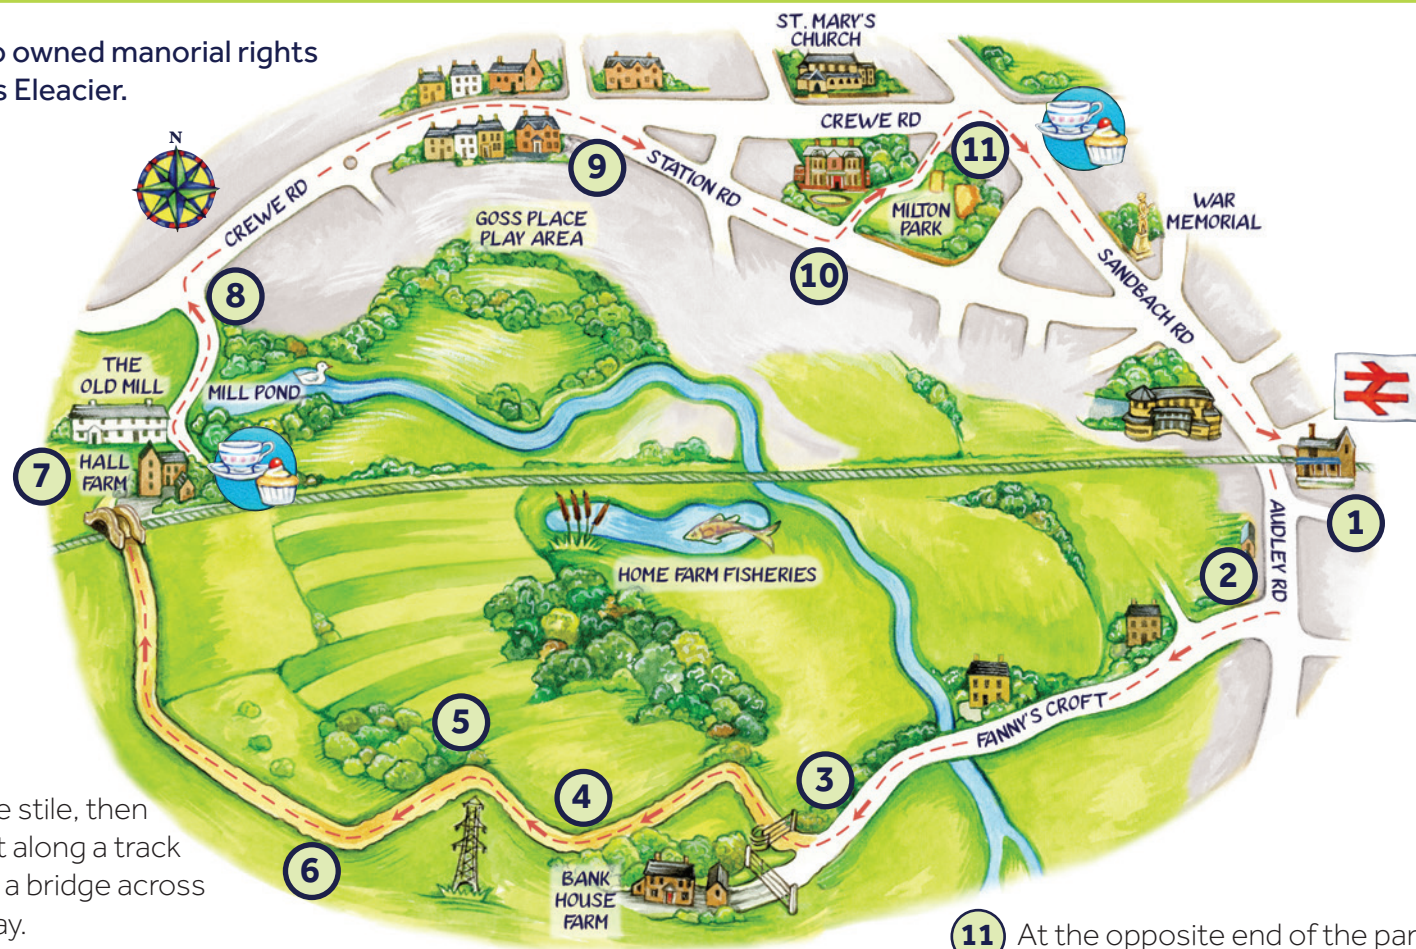 owned manorial rights
s Eleacier.
ST. MARY'S
CHURCH
N
CREWE RD
CREWE RD
9
STATION RD
11
MILTON
PARK
WAR
MEMORIAL
GOSS PLACE
PLAY AREA
10
8
SANDBACH RD
THE
OLD MILL
MILL POND
7
HALL
FARM
1
AUDLEY RD
2
HOME FARM FISHERIES
FANNY'S CROFT
5
3
4
6
BANK
HOUSE
FARM
e stile, then
t along a track
a bridge across
ay.
11 At the opposite end of the par